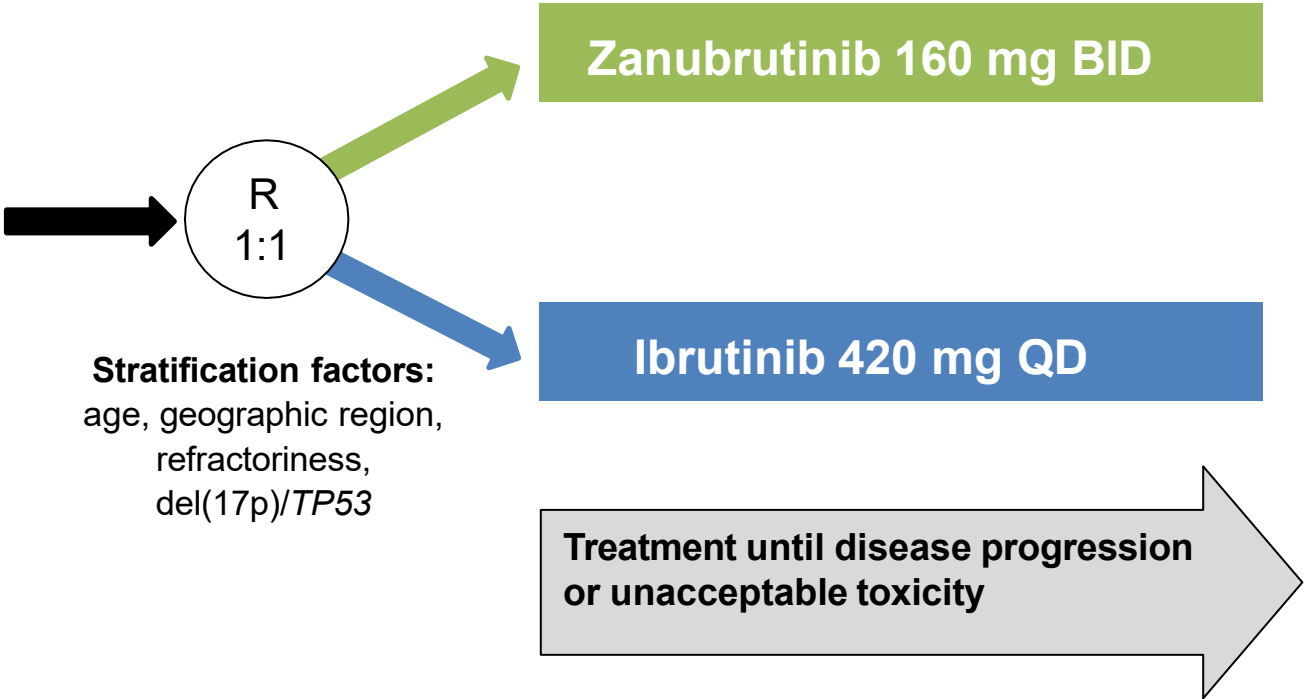 Zanubrutinib 160 mg BID
R
1:1
Ibrutinib 420 mg QD
Stratification factors:
age, geographic region,
refractoriness,
del(17p)/TP53
Treatment until disease progression
or unacceptable toxicity